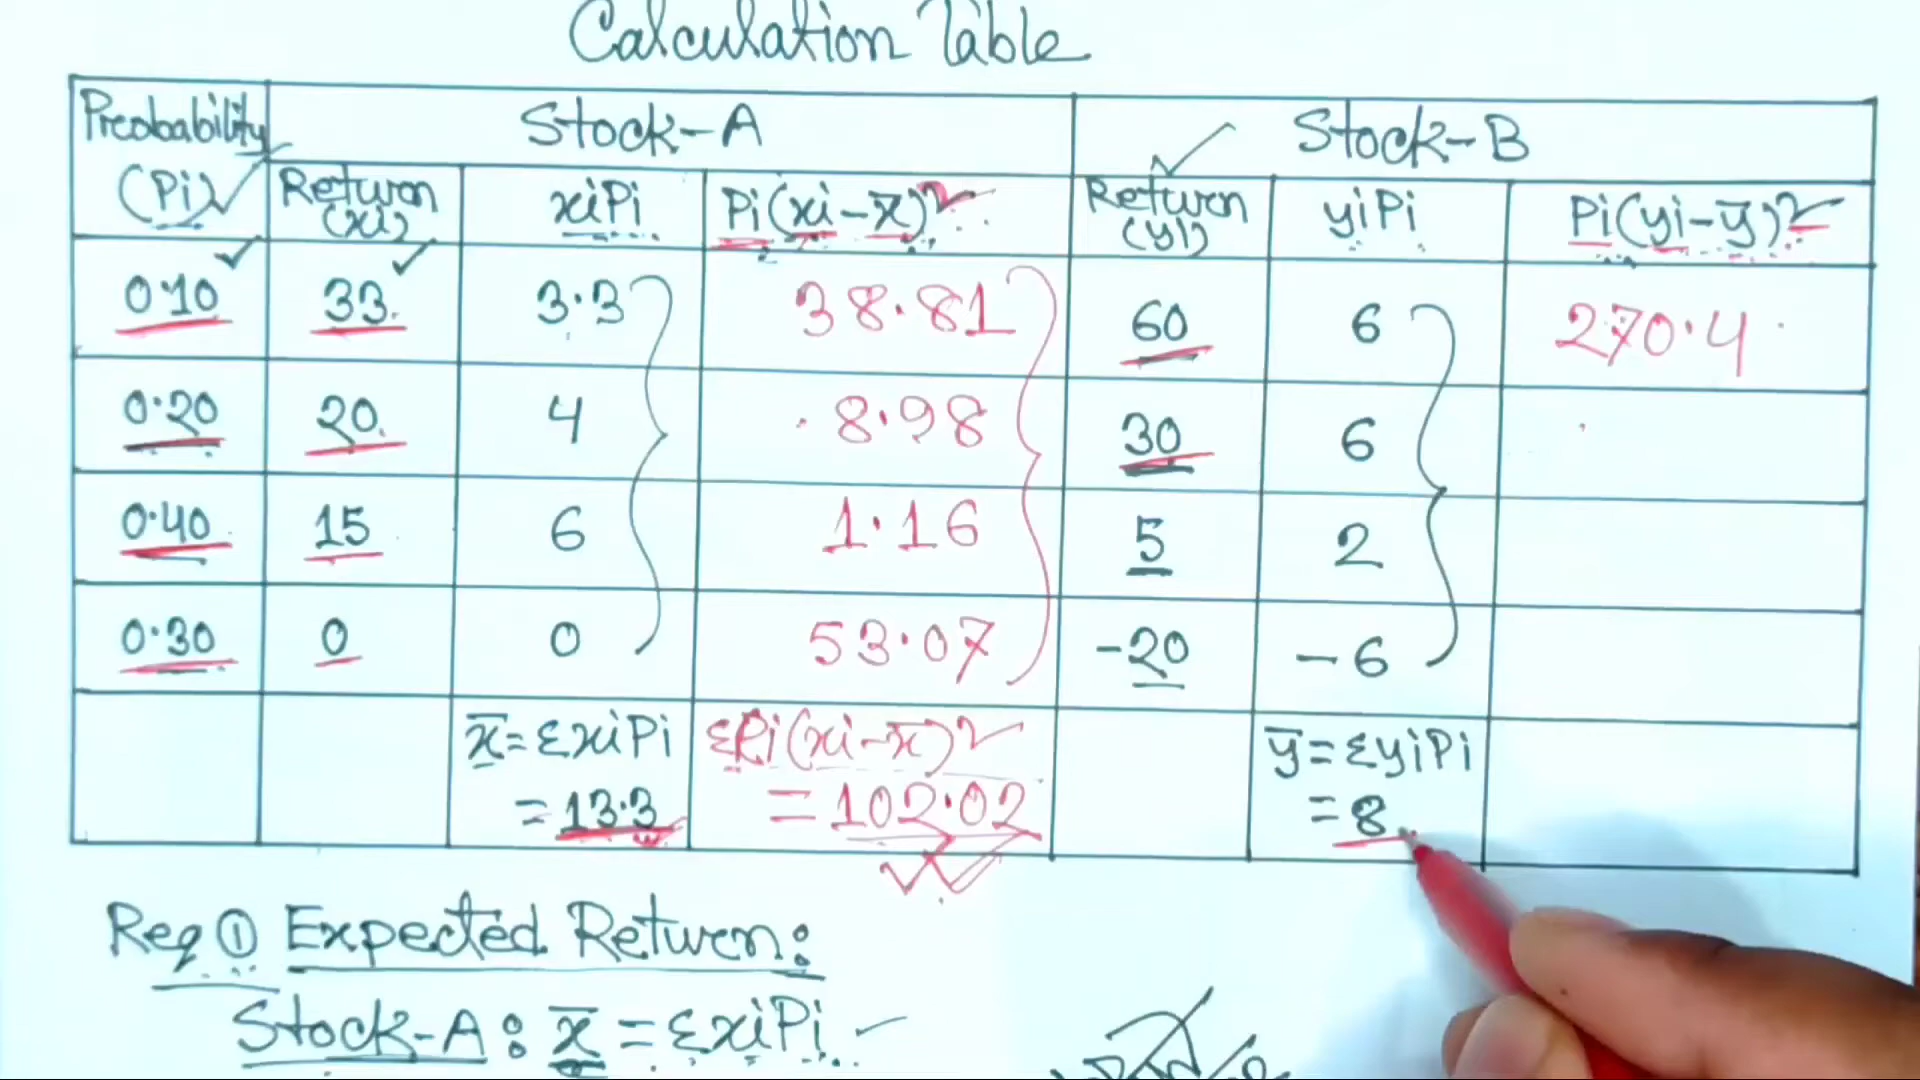 Calculation Table
Preobability (Pi) Stock-A Stock-B
Return (xi) xiPi Pi(xi-x̄)² Return (yi) yiPi Pi(yi-ȳ)²
0.10 33 3.3 38.81 60 6 270.4
0.20 20 4 8.98 30 6
0.40 15 6 1.16 5 2
0.30 0 0 53.07 -20 -6
x̄=ΣxiPi ΣPi(xi-x̄)² ȳ=ΣyiPi
=13.3 =102.02 =8
Req ① Expected Return:
Stock-A: x̄ = ΣxiPi